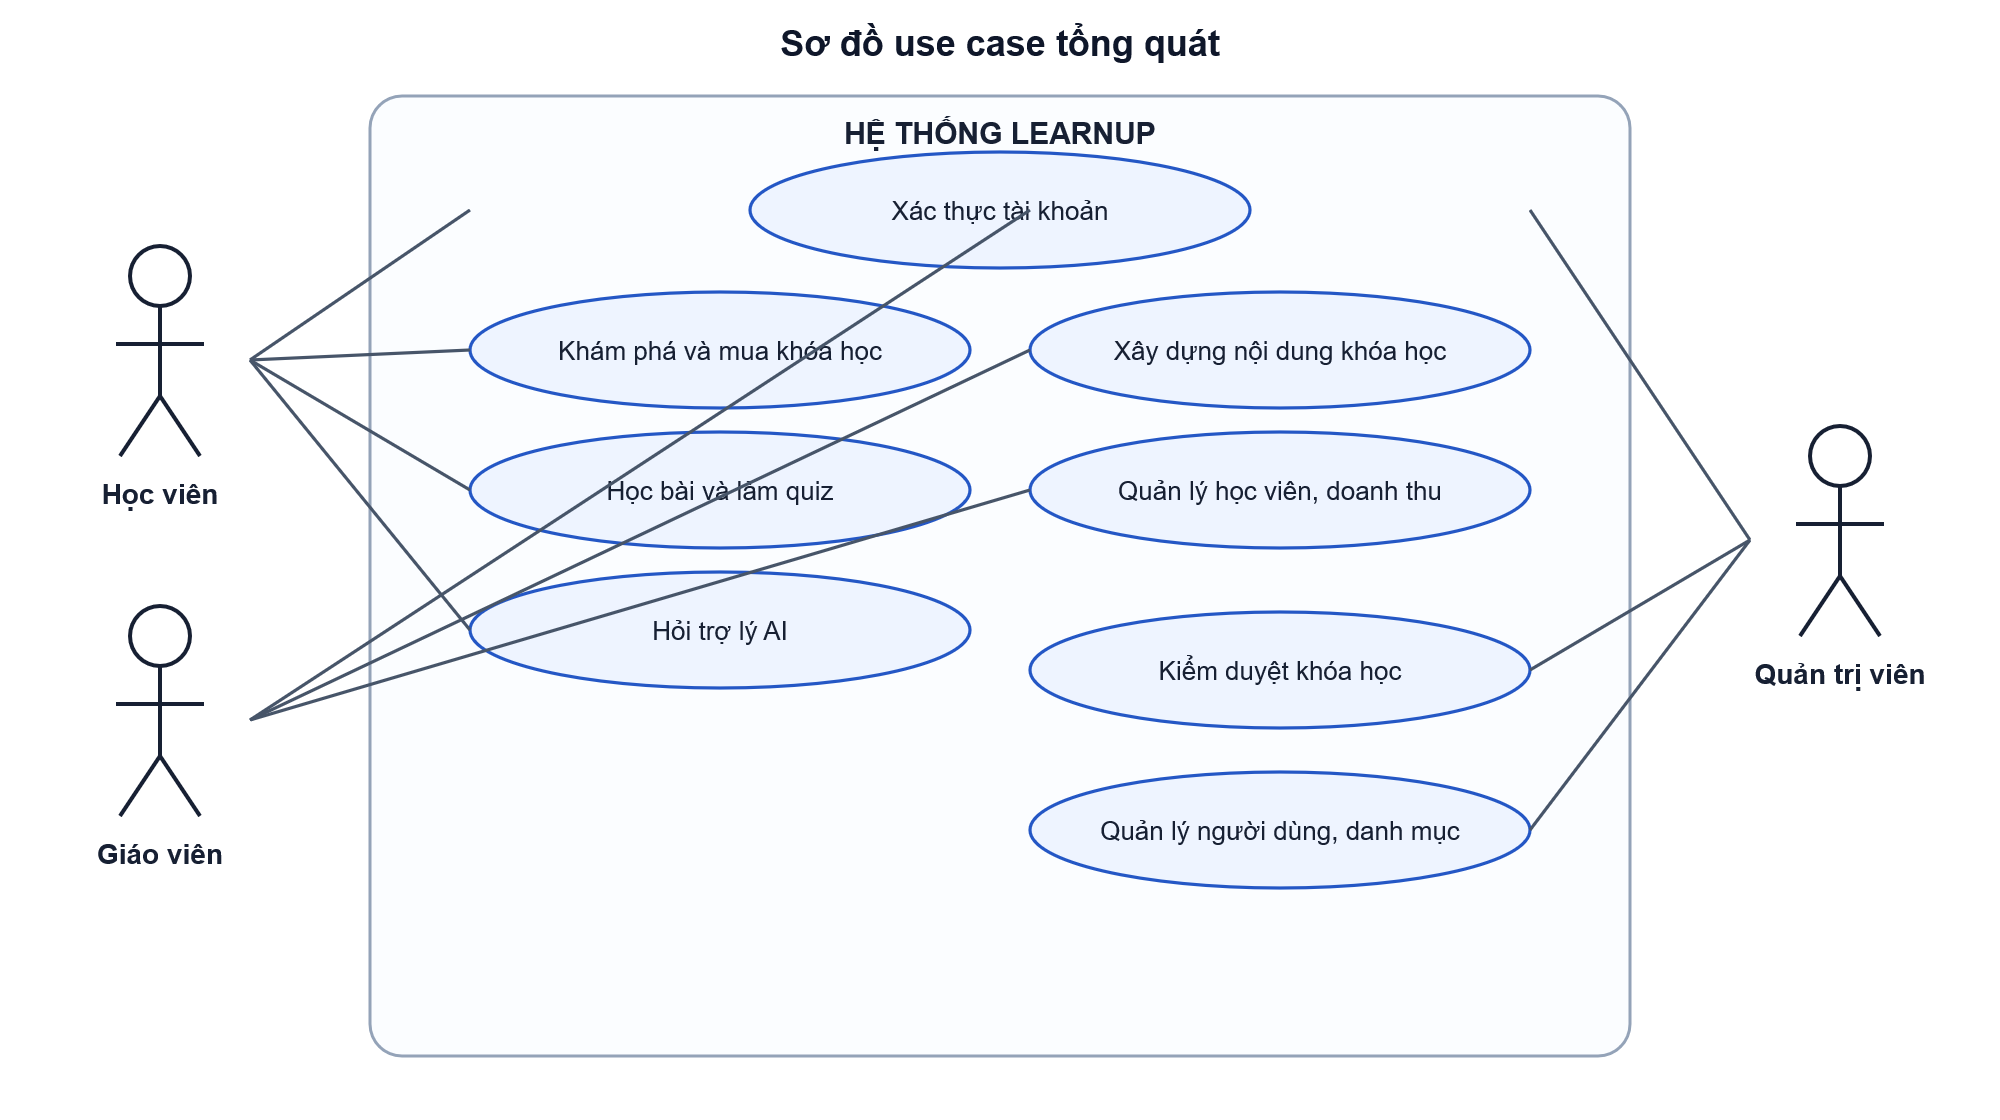 Sơ đồ use case tổng quát
HỆ THỐNG LEARNUP
Xác thực tài khoản
Khám phá và mua khóa học
Xây dựng nội dung khóa học
Học bài và làm quiz
Quản lý học viên, doanh thu
Học viên
Hỏi trợ lý AI
Kiểm duyệt khóa học
Quản trị viên
Quản lý người dùng, danh mục
Giáo viên